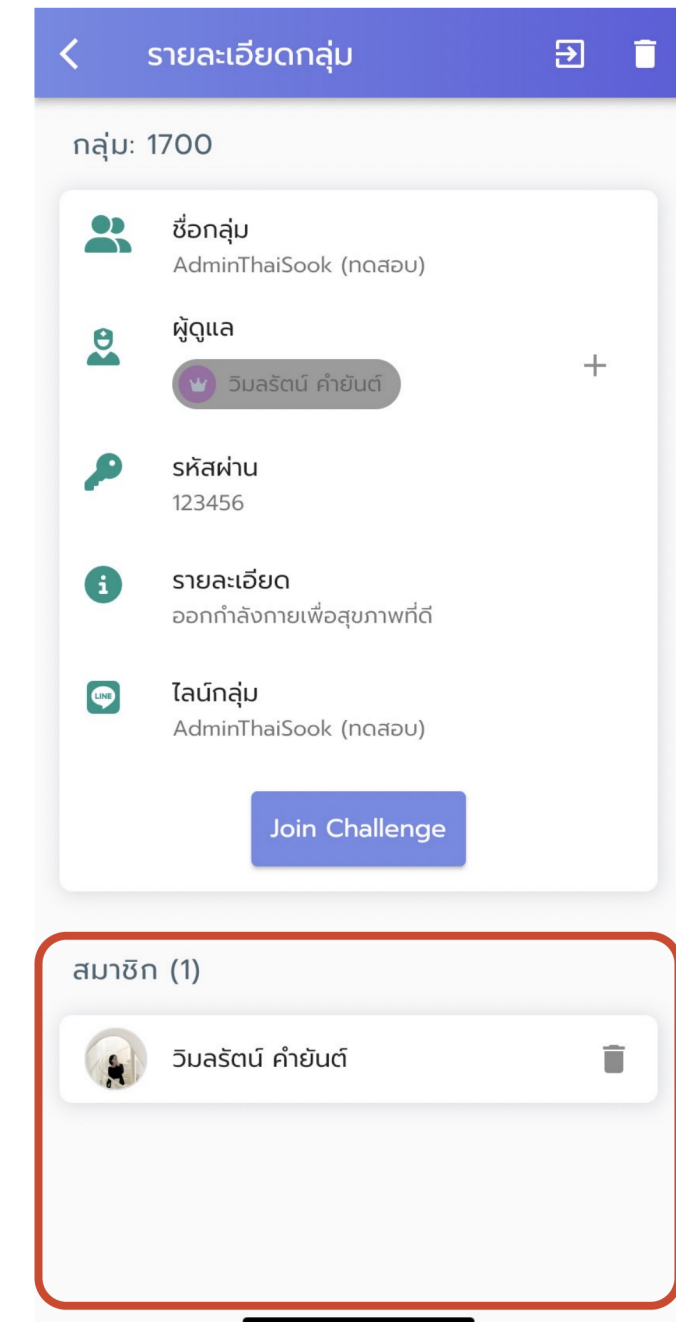 รายละเอียดกลุ่ม
กลุ่ม: 1700
ชื่อกลุ่ม
AdminThaiSook (ทดสอบ)
ผู้ดูแล
วิมลรัตน์ คำยันต์
รหัสผ่าน
123456
รายละเอียด
ออกกำลังกายเพื่อสุขภาพที่ดี
LINE
ไลน์กลุ่ม
AdminThaiSook (ทดสอบ)
Join Challenge
สมาชิก (1)
วิมลรัตน์ คำยันต์